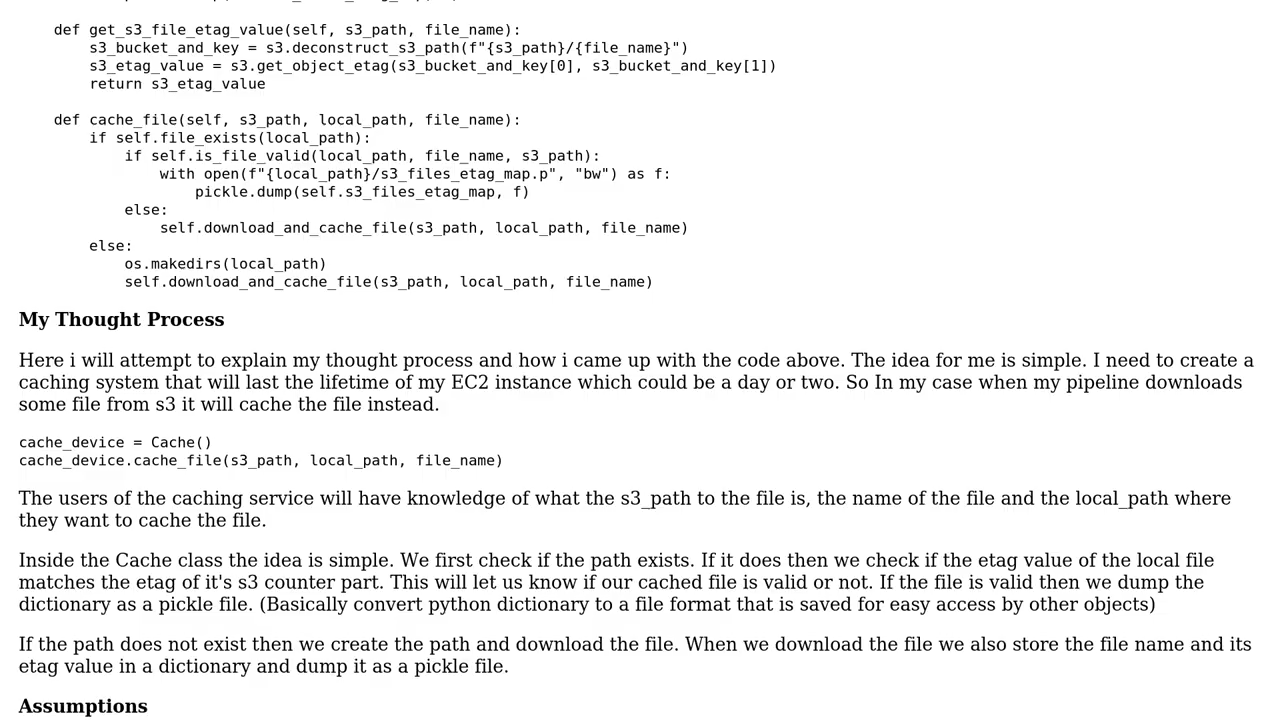 def get_s3_file_etag_value(self, s3_path, file_name):
s3_bucket_and_key = s3.deconstruct_s3_path(f"{s3_path}/{file_name}")
s3_etag_value = s3.get_object_etag(s3_bucket_and_key[0], s3_bucket_and_key[1])
return s3_etag_value
def cache_file(self, s3_path, local_path, file_name):
if self.file_exists(local_path):
if self.is_file_valid(local_path, file_name, s3_path):
with open(f"{local_path}/s3_files_etag_map.p", "bw") as f:
pickle.dump(self.s3_files_etag_map, f)
else:
self.download_and_cache_file(s3_path, local_path, file_name)
else:
os.makedirs(local_path)
self.download_and_cache_file(s3_path, local_path, file_name)
My Thought Process
Here i will attempt to explain my thought process and how i came up with the code above. The idea for me is simple. I need to create a
caching system that will last the lifetime of my EC2 instance which could be a day or two. So In my case when my pipeline downloads
some file from s3 it will cache the file instead.
cache_device = Cache()
cache_device.cache_file(s3_path, local_path, file_name)
The users of the caching service will have knowledge of what the s3_path to the file is, the name of the file and the local_path where
they want to cache the file.
Inside the Cache class the idea is simple. We first check if the path exists. If it does then we check if the etag value of the local file
matches the etag of it's s3 counter part. This will let us know if our cached file is valid or not. If the file is valid then we dump the
dictionary as a pickle file. (Basically convert python dictionary to a file format that is saved for easy access by other objects)
If the path does not exist then we create the path and download the file. When we download the file we also store the file name and its
etag value in a dictionary and dump it as a pickle file.
Assumptions